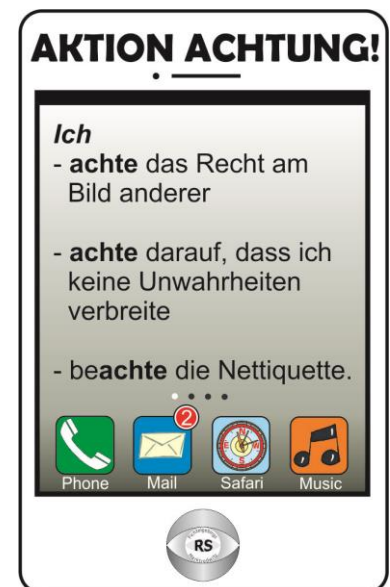 AKTION ACHTUNG!
Ich
- achte das Recht am
Bild anderer
- achte darauf, dass ich
keine Unwahrheiten
verbreite
- beachte die Nettiquette.
2
Phone Mail Safari Music
N
W
S
E
RS